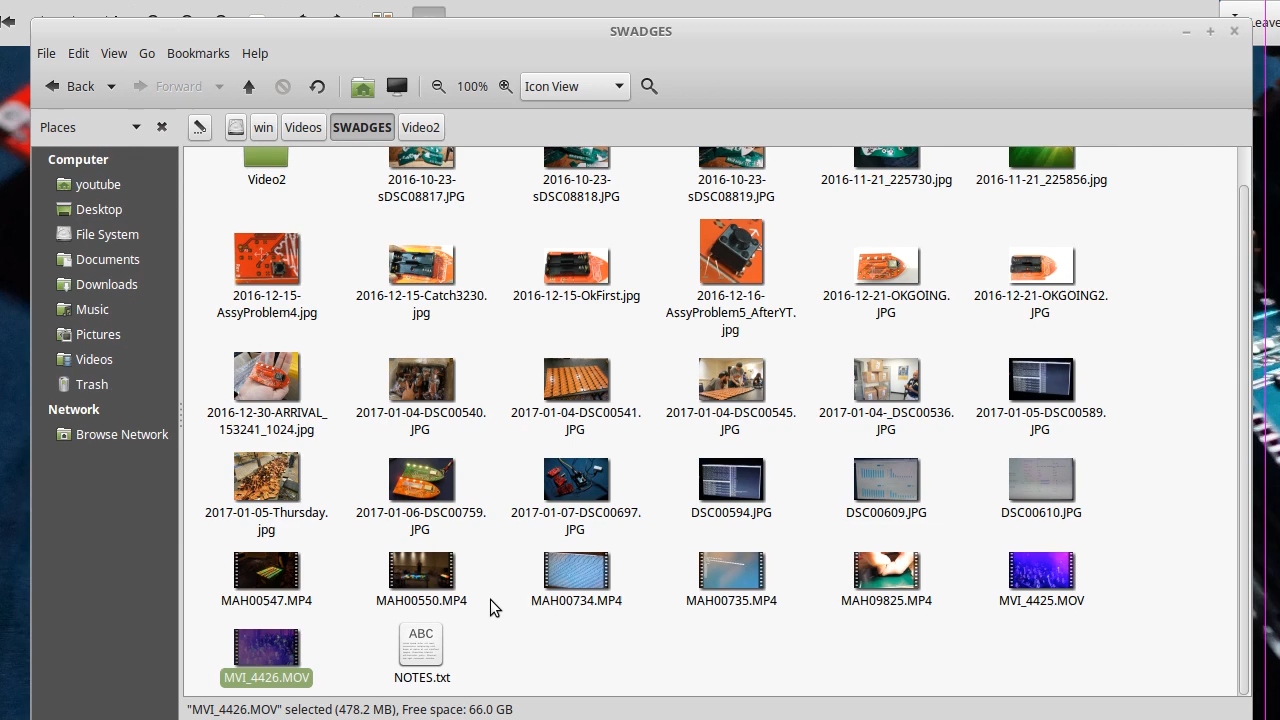 SWADGES
Leave
File Edit View Go Bookmarks Help
Back Forward 100% Icon View
Places win Videos SWADGES Video2
Computer
youtube
Desktop
File System
Documents
Downloads
Music
Pictures
Videos
Trash
Network
Browse Network
Video2
2016-10-23-
sDSC08817.JPG
2016-10-23-
sDSC08818.JPG
2016-10-23-
sDSC08819.JPG
2016-11-21_225730.jpg
2016-11-21_225856.jpg
2016-12-15-
AssyProblem4.jpg
2016-12-15-Catch3230.
jpg
2016-12-15-OkFirst.jpg
2016-12-16-
AssyProblem5_AfterYT.
jpg
2016-12-21-OKGOING.
JPG
2016-12-21-OKGOING2.
JPG
2016-12-30-ARRIVAL_
153241_1024.jpg
2017-01-04-DSC00540.
JPG
2017-01-04-DSC00541.
JPG
2017-01-04-DSC00545.
JPG
2017-01-04-_DSC00536.
JPG
2017-01-05-DSC00589.
JPG
2017-01-05-Thursday.
jpg
2017-01-06-DSC00759.
JPG
2017-01-07-DSC00697.
JPG
DSC00594.JPG
DSC00609.JPG
DSC00610.JPG
MAH00547.MP4
MAH00550.MP4
MAH00734.MP4
MAH00735.MP4
MAH09825.MP4
MVI_4425.MOV
MVI_4426.MOV
ABC
NOTES.txt
"MVI_4426.MOV" selected (478.2 MB), Free space: 66.0 GB